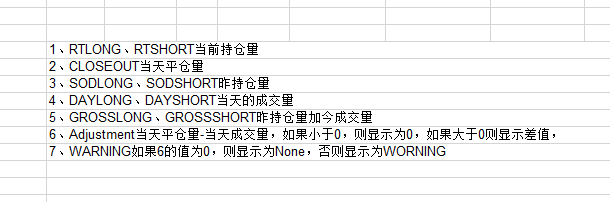 1、RTLONG、RTSHORT当前持仓量
2、CLOSEOUT当天平仓量
3、SODLONG、SODSHORT昨持仓量
4、DAYLONG、DAYSHORT当天的成交量
5、GROSSLONG、GROSSSHORT昨持仓量加今成交量
6、Adjustment当天平仓量-当天成交量，如果小于0，则显示为0，如果大于0则显示差值，
7、WARNING如果6的值为0，则显示为None，否则显示为WORNING